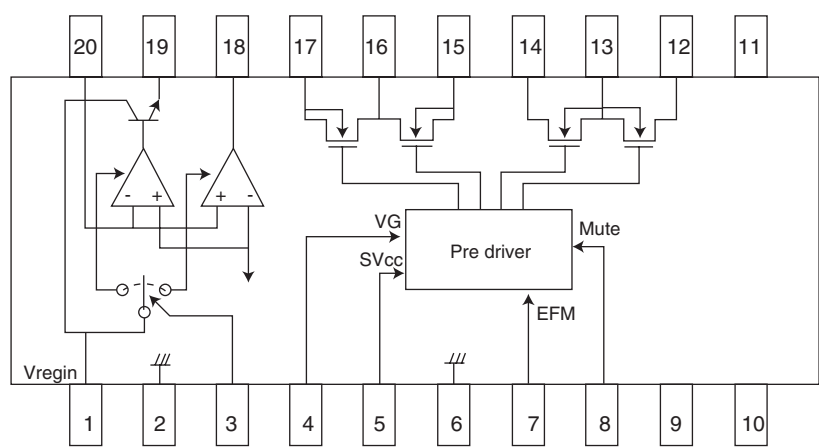 20 19 18 17 16 15 14 13 12 11
- + + -
VG
Mute
SVcc
Pre driver
EFM
Vregin
1 2 3 4 5 6 7 8 9 10